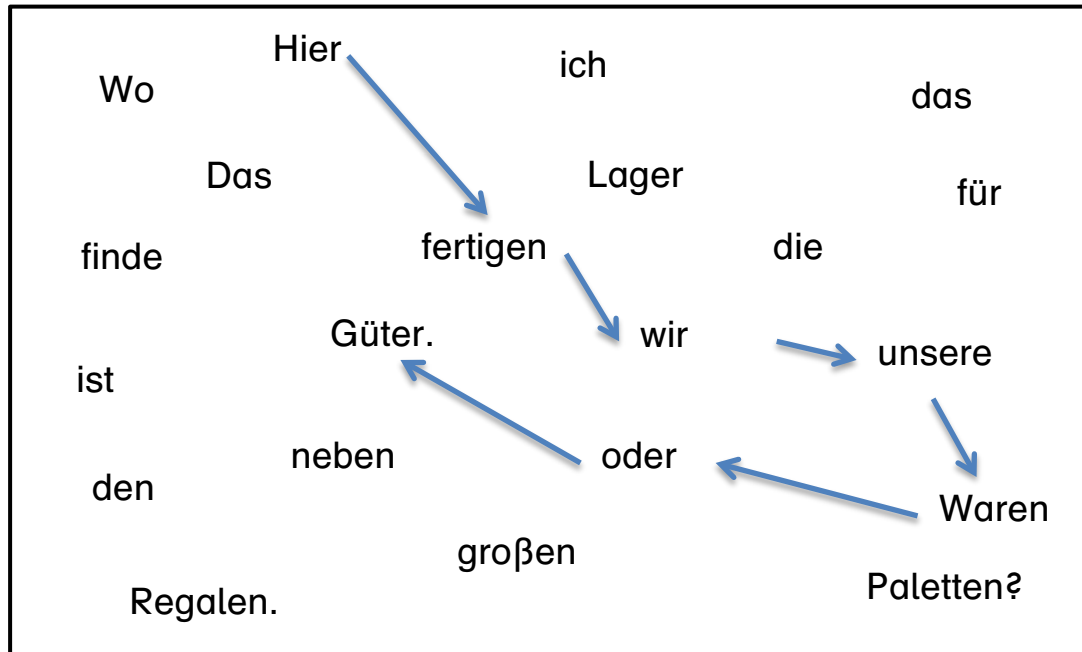 Hier
ich
Wo
das
Das
Lager
für
finde
fertigen
die
Güter.
wir
unsere
ist
neben
oder
den
Waren
großen
Paletten?
Regalen.